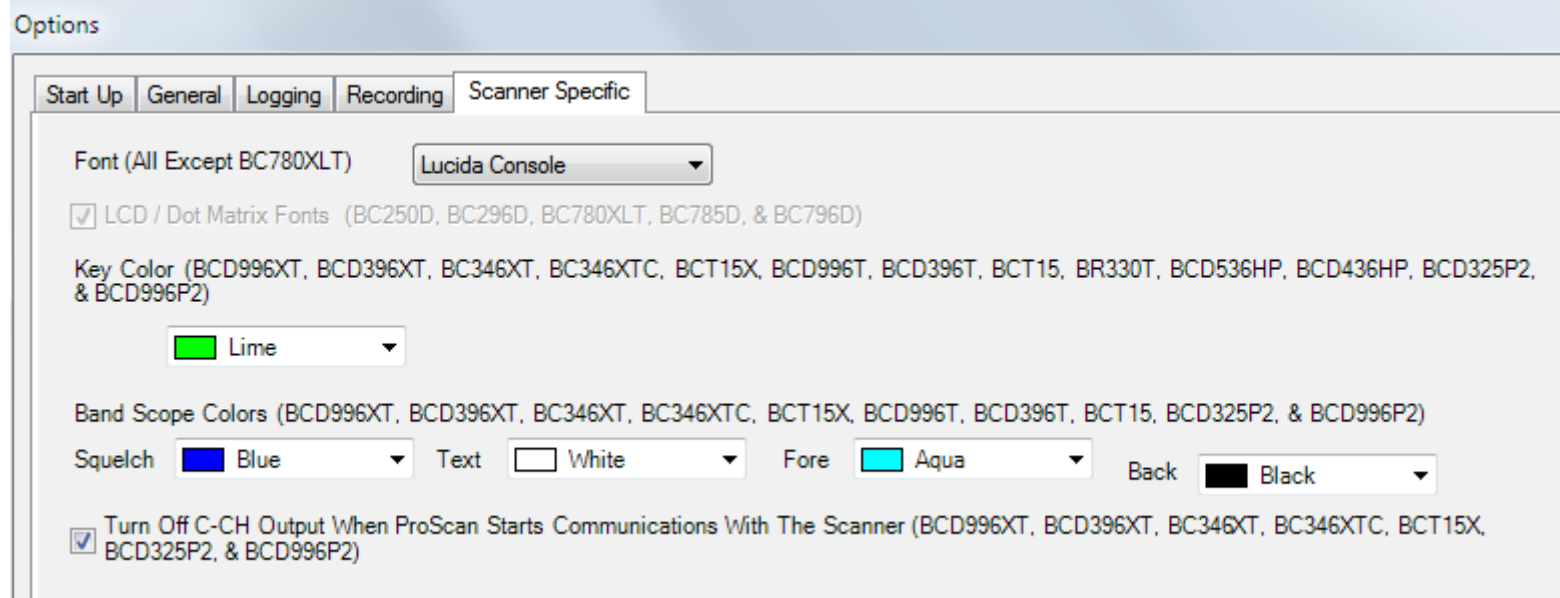 Options
Start Up General Logging Recording Scanner Specific
Font (All Except BC780XLT) Lucida Console
LCD / Dot Matrix Fonts (BC250D, BC296D, BC780XLT, BC785D, & BC796D)
Key Color (BCD996XT, BCD396XT, BC346XT, BC346XTC, BCT15X, BCD996T, BCD396T, BCT15, BR330T, BCD536HP, BCD436HP, BCD325P2,
& BCD996P2)
Lime
Band Scope Colors (BCD996XT, BCD396XT, BC346XT, BC346XTC, BCT15X, BCD996T, BCD396T, BCT15, BCD325P2, & BCD996P2)
Squelch Blue Text White Fore Aqua Back Black
Turn Off C-CH Output When ProScan Starts Communications With The Scanner (BCD996XT, BCD396XT, BC346XT, BC346XTC, BCT15X,
BCD325P2, & BCD996P2)